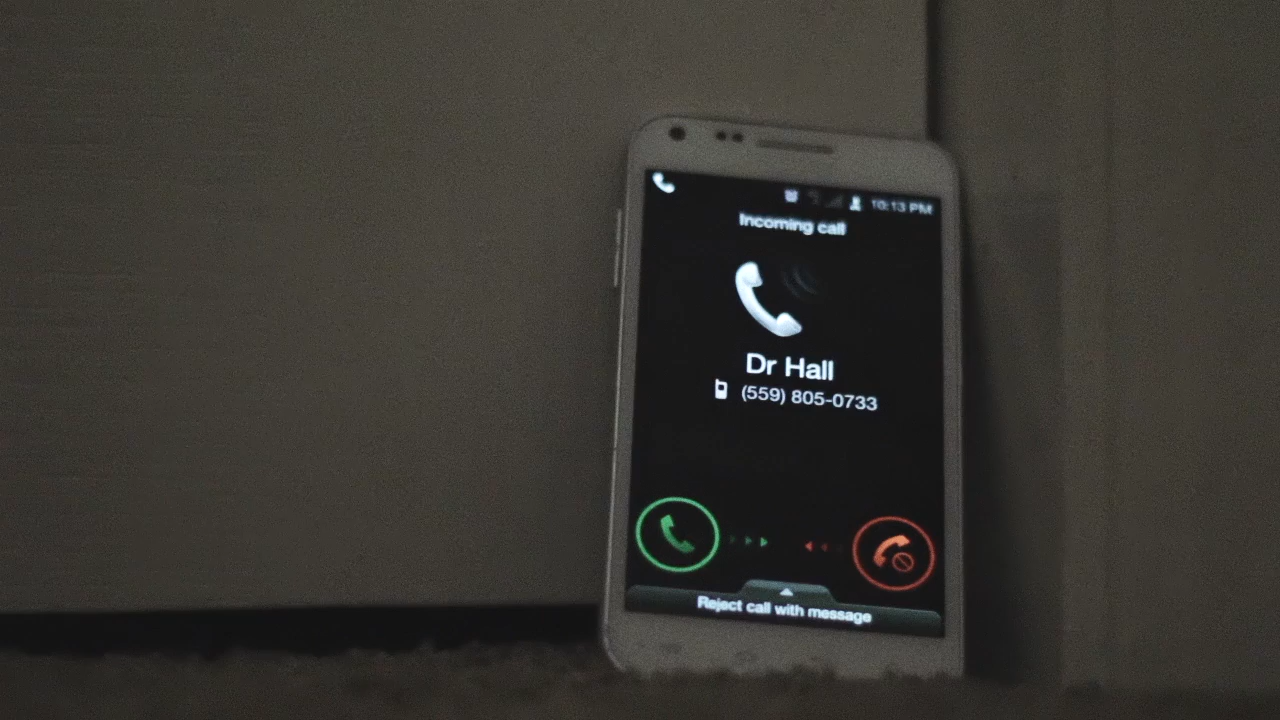 10:13 PM
Incoming call
Dr Hall
(559) 805-0733
Reject call with message